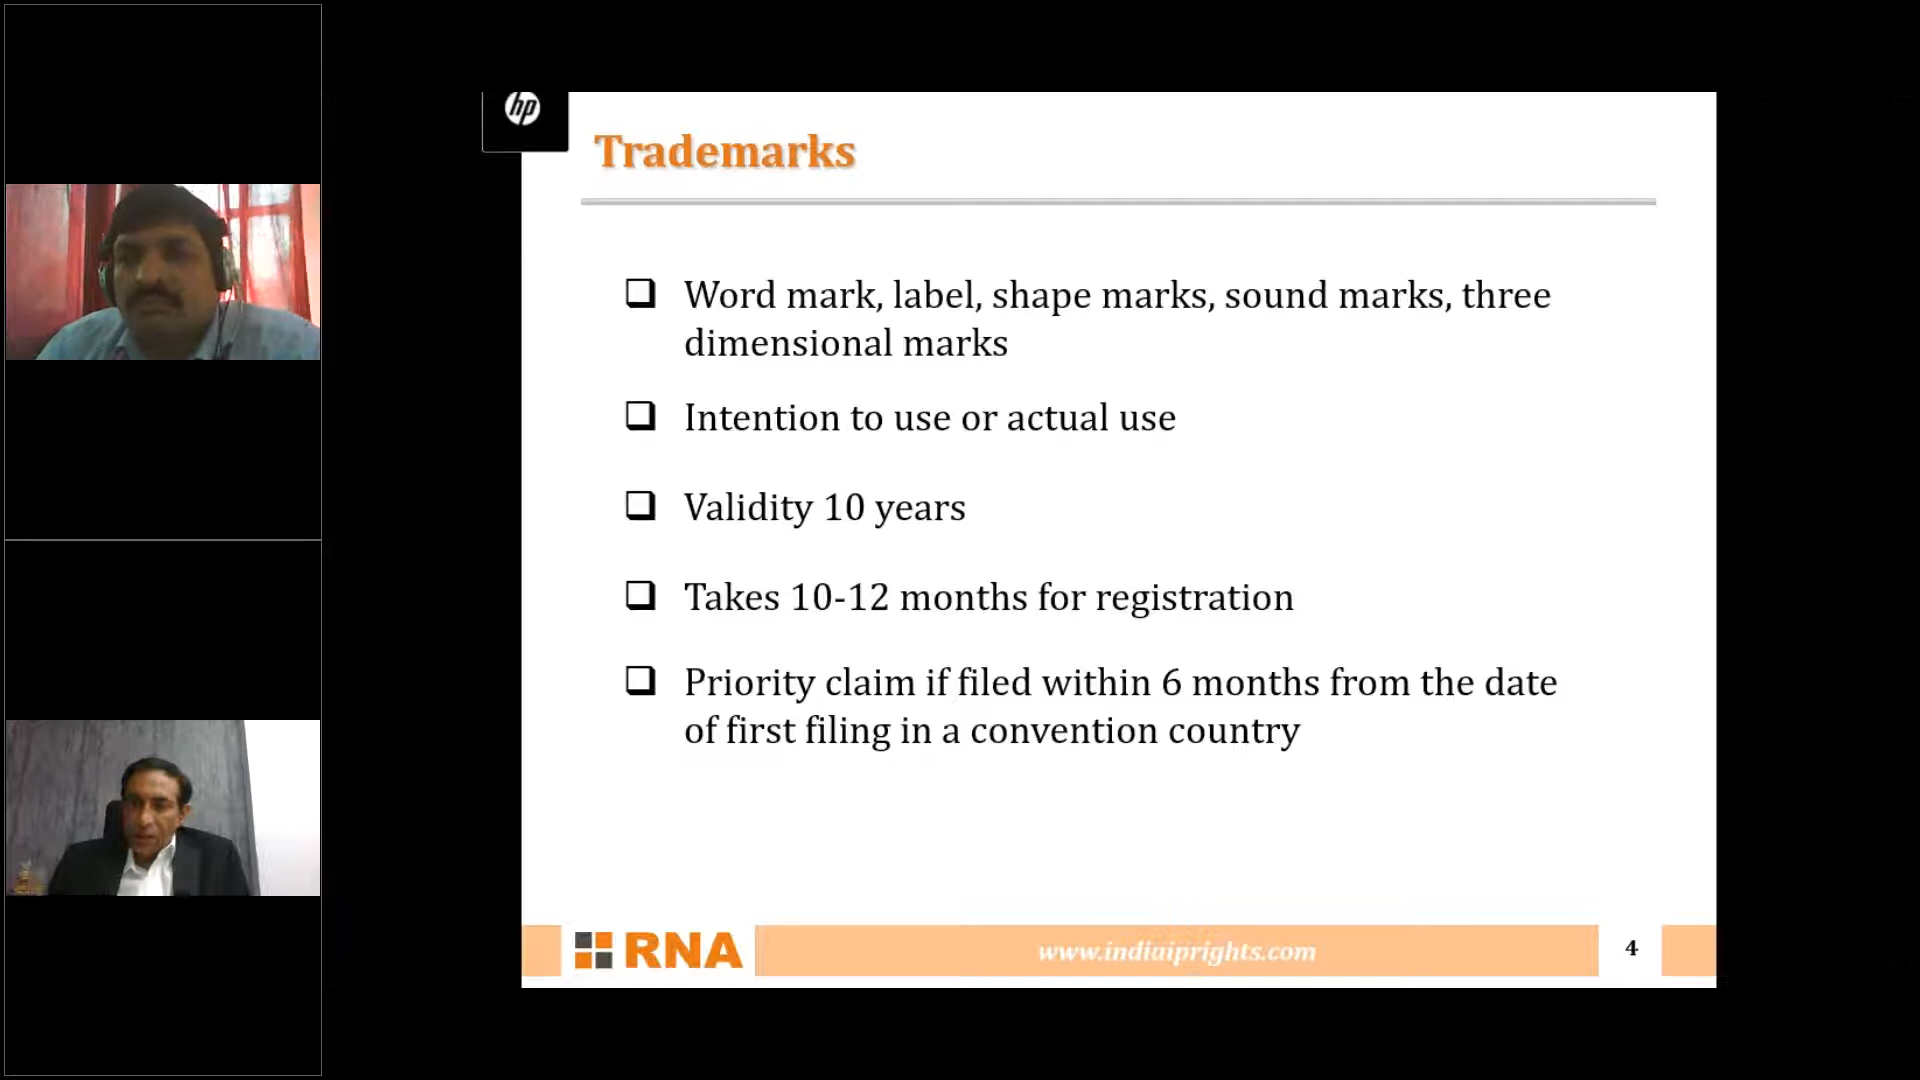 hp
Trademarks
Word mark, label, shape marks, sound marks, three
dimensional marks
Intention to use or actual use
Validity 10 years
Takes 10-12 months for registration
Priority claim if filed within 6 months from the date
of first filing in a convention country
RNA
www.indiaiprights.com
4